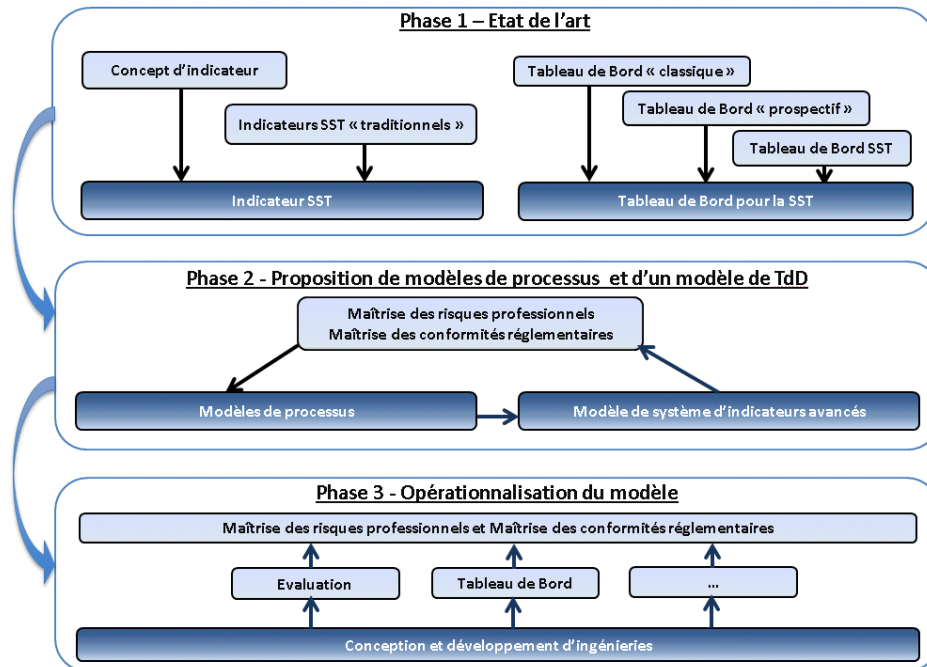 Phase 1 – Etat de l'art
Concept d'indicateur
Indicateurs SST « traditionnels »
Indicateur SST
Tableau de Bord « classique »
Tableau de Bord « prospectif »
Tableau de Bord SST
Tableau de Bord pour la SST
Phase 2 - Proposition de modèles de processus et d'un modèle de TdD
Maîtrise des risques professionnels
Maîtrise des conformités réglementaires
Modèles de processus
Modèle de système d'indicateurs avancés
Phase 3 - Opérationnalisation du modèle
Maîtrise des risques professionnels et Maîtrise des conformités réglementaires
Evaluation
Tableau de Bord
...
Conception et développement d'ingénieries